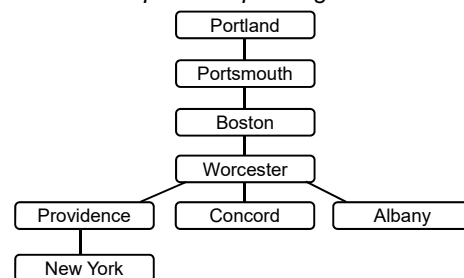 Portland
Portsmouth
Boston
Worcester
Providence Concord Albany
New York